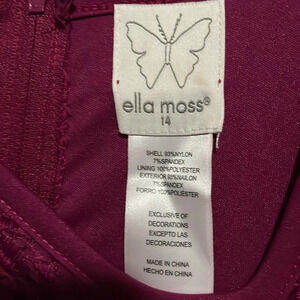 ella moss®
14
SHELL 93%NYLON
7%SPANDEX
LINING 100%POLYESTER
EXTERIOR 93%NAILON
7%SPANDEX
FORRO 100%POLIÉSTER
EXCLUSIVE OF
DECORATIONS
EXCEPTO LAS
DECORACIONES
MADE IN CHINA
HECHO EN CHINA